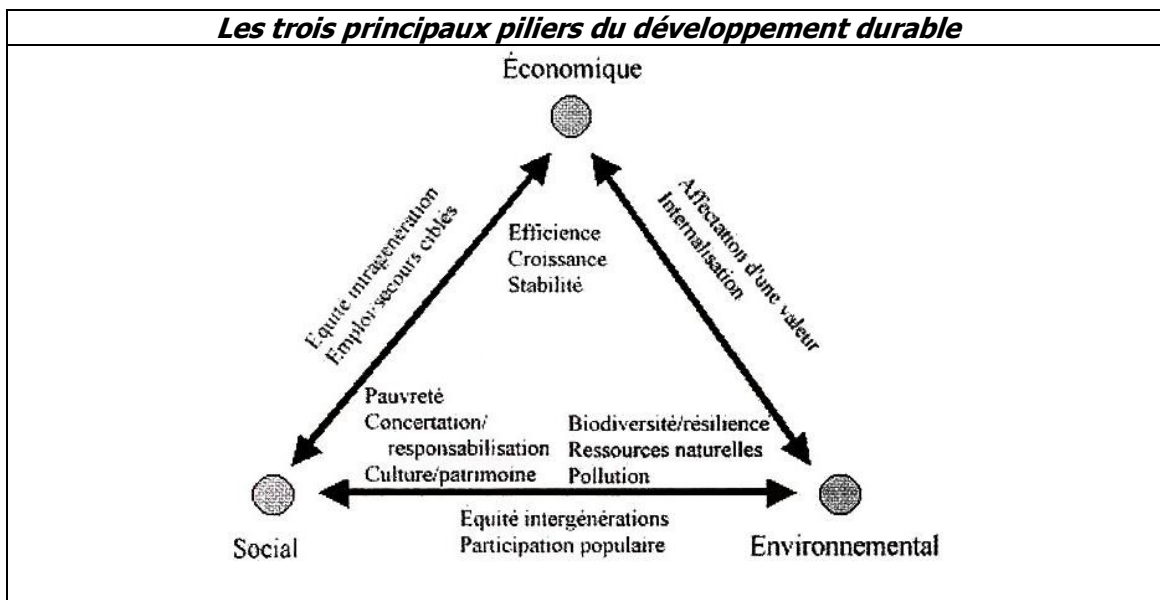 Les trois principaux piliers du développement durable
Économique
Équité intragénération
Emploi/secours ciblés
Affectation d'une valeur
Internalisation
Efficience
Croissance
Stabilité
Pauvreté
Concertation/
responsabilisation
Culture/patrimoine
Biodiversité/résilience
Ressources naturelles
Pollution
Équité intergénérations
Participation populaire
Social
Environnemental